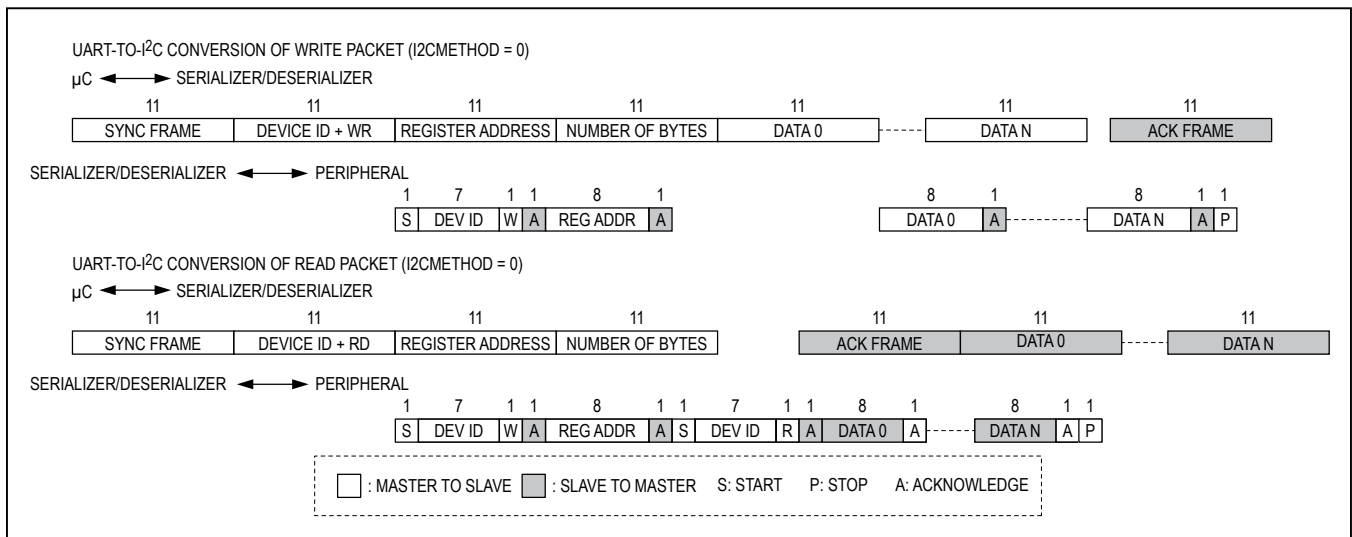 UART-TO-I2C CONVERSION OF WRITE PACKET (I2CMETHOD = 0)
µC SERIALIZER/DESERIALIZER
11 11 11 11 11 11 11
SYNC FRAME DEVICE ID + WR REGISTER ADDRESS NUMBER OF BYTES DATA 0 DATA N ACK FRAME
SERIALIZER/DESERIALIZER PERIPHERAL
1 7 1 1 8 1 8 1 8 1 1
S DEV ID W A REG ADDR A DATA 0 A DATA N A P
UART-TO-I2C CONVERSION OF READ PACKET (I2CMETHOD = 0)
µC SERIALIZER/DESERIALIZER
11 11 11 11 11 11 11
SYNC FRAME DEVICE ID + RD REGISTER ADDRESS NUMBER OF BYTES ACK FRAME DATA 0 DATA N
SERIALIZER/DESERIALIZER PERIPHERAL
1 7 1 1 8 1 1 7 1 1 8 1 8 1 1
S DEV ID W A REG ADDR A S DEV ID R A DATA 0 A DATA N A P
: MASTER TO SLAVE : SLAVE TO MASTER S: START P: STOP A: ACKNOWLEDGE